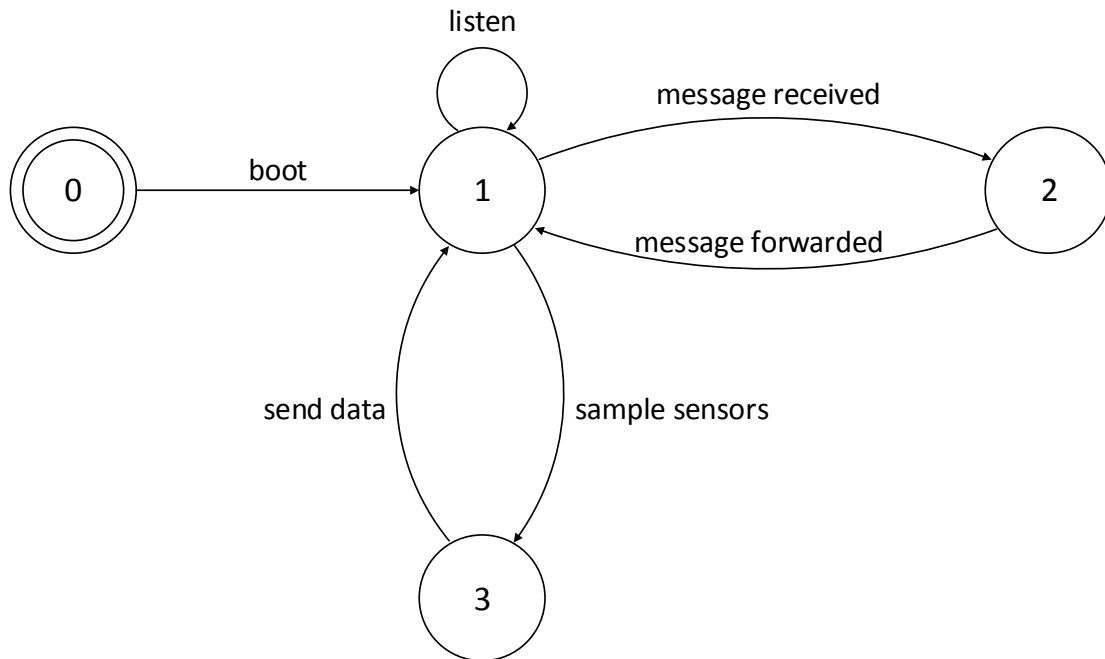 listen
message received
0
boot
1
2
message forwarded
send data
sample sensors
3